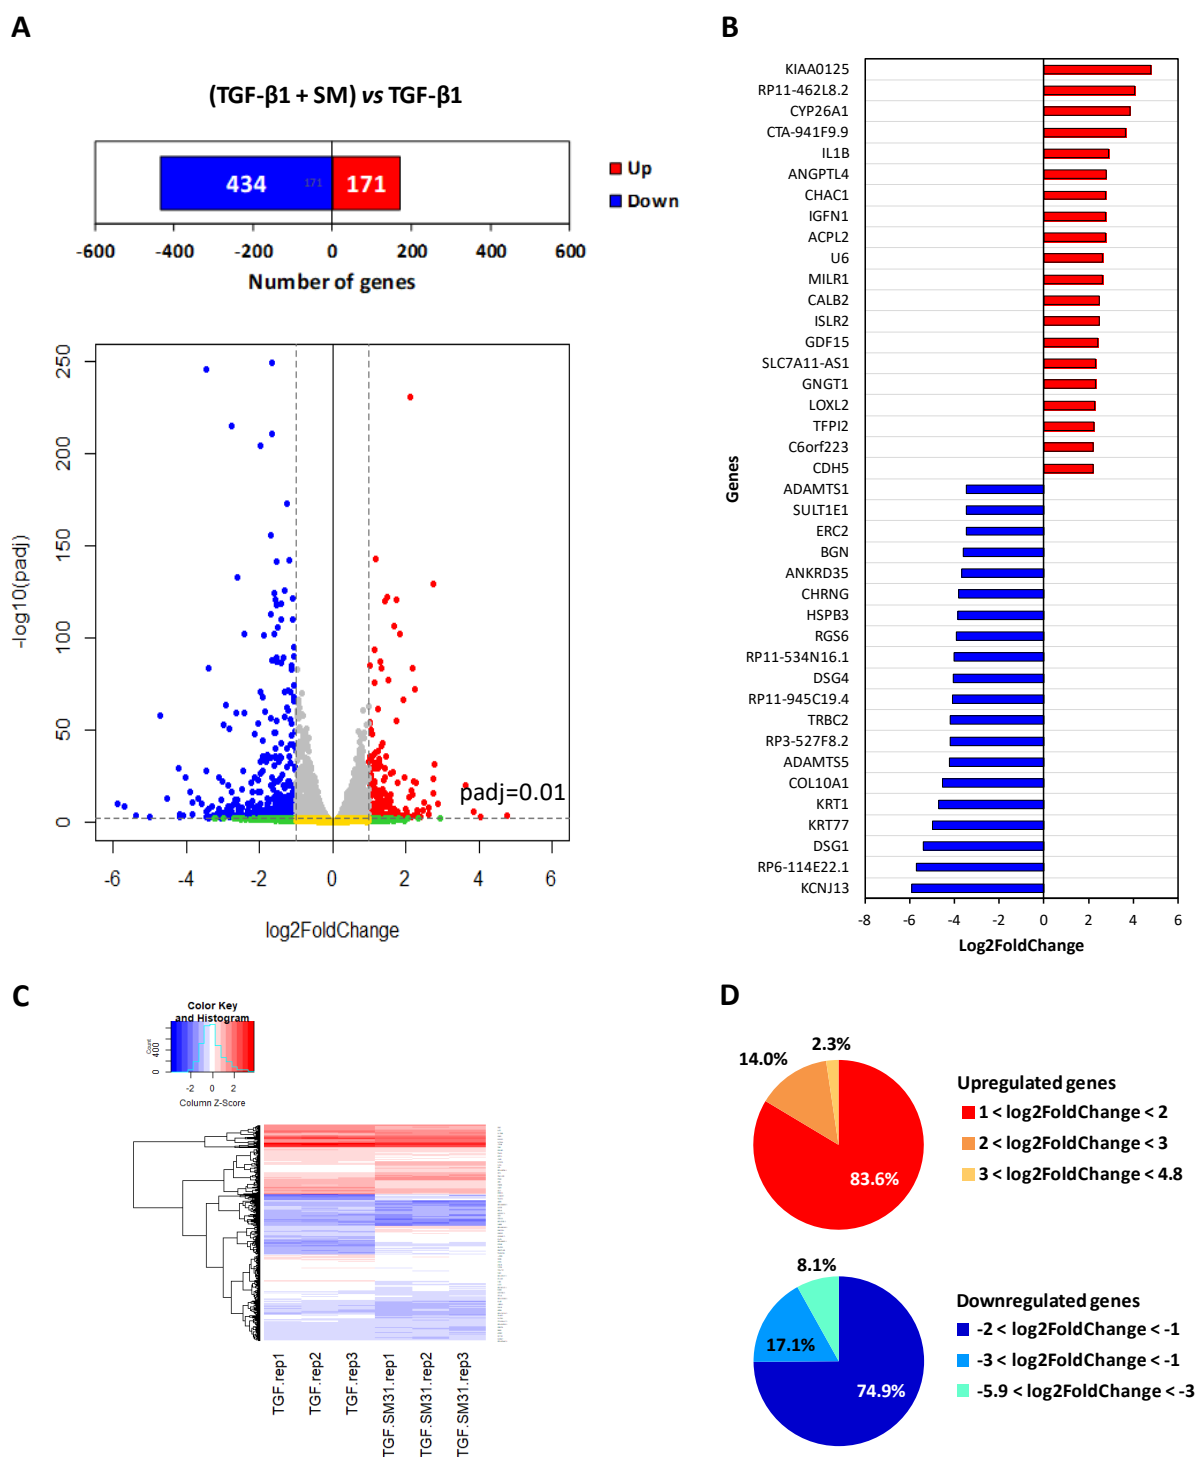 A
(TGF-β1 + SM) vs TGF-β1
434
171
171
Up
Down
-600
-400
-200
0
200
400
600
Number of genes
250
200
150
100
50
0
-log10(padj)
padj=0.01
-6
-4
-2
0
2
4
6
log2FoldChange
B
Genes
KIAA0125
RP11-462L8.2
CYP26A1
CTA-941F9.9
IL1B
ANGPTL4
CHAC1
IGFN1
ACPL2
U6
MILR1
CALB2
ISLR2
GDF15
SLC7A11-AS1
GNGT1
LOXL2
TFPI2
C6orf223
CDH5
ADAMTS1
SULT1E1
ERC2
BGN
ANKRD35
CHRNG
HSPB3
RGS6
RP11-534N16.1
DSG4
RP11-945C19.4
TRBC2
RP3-527F8.2
ADAMTS5
COL10A1
KRT1
KRT77
DSG1
RP6-114E22.1
KCNJ13
-8
-6
-4
-2
0
2
4
6
Log2FoldChange
C
Color Key
and Histogram
Count
0
400
-2
0
2
Column Z-Score
TGF.rep1
TGF.rep2
TGF.rep3
TGF.SM31.rep1
TGF.SM31.rep2
TGF.SM31.rep3
D
2.3%
14.0%
83.6%
Upregulated genes
1 < log2FoldChange < 2
2 < log2FoldChange < 3
3 < log2FoldChange < 4.8
8.1%
17.1%
74.9%
Downregulated genes
-2 < log2FoldChange < -1
-3 < log2FoldChange < -1
-5.9 < log2FoldChange < -3